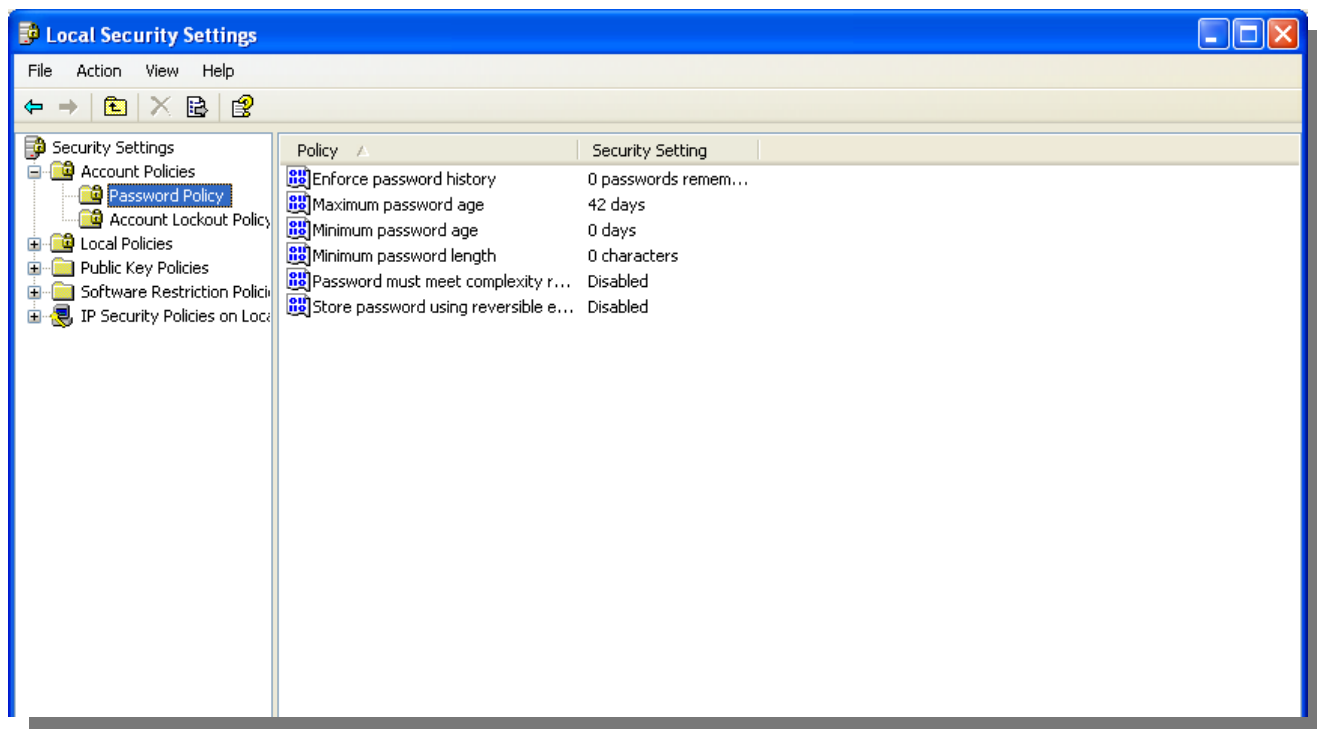 Local Security Settings
File Action View Help
Security Settings
Account Policies
Password Policy
Account Lockout Policy
Local Policies
Public Key Policies
Software Restriction Polici
IP Security Policies on Loca
Policy Security Setting
Enforce password history 0 passwords remem...
Maximum password age 42 days
Minimum password age 0 days
Minimum password length 0 characters
Password must meet complexity r... Disabled
Store password using reversible e... Disabled